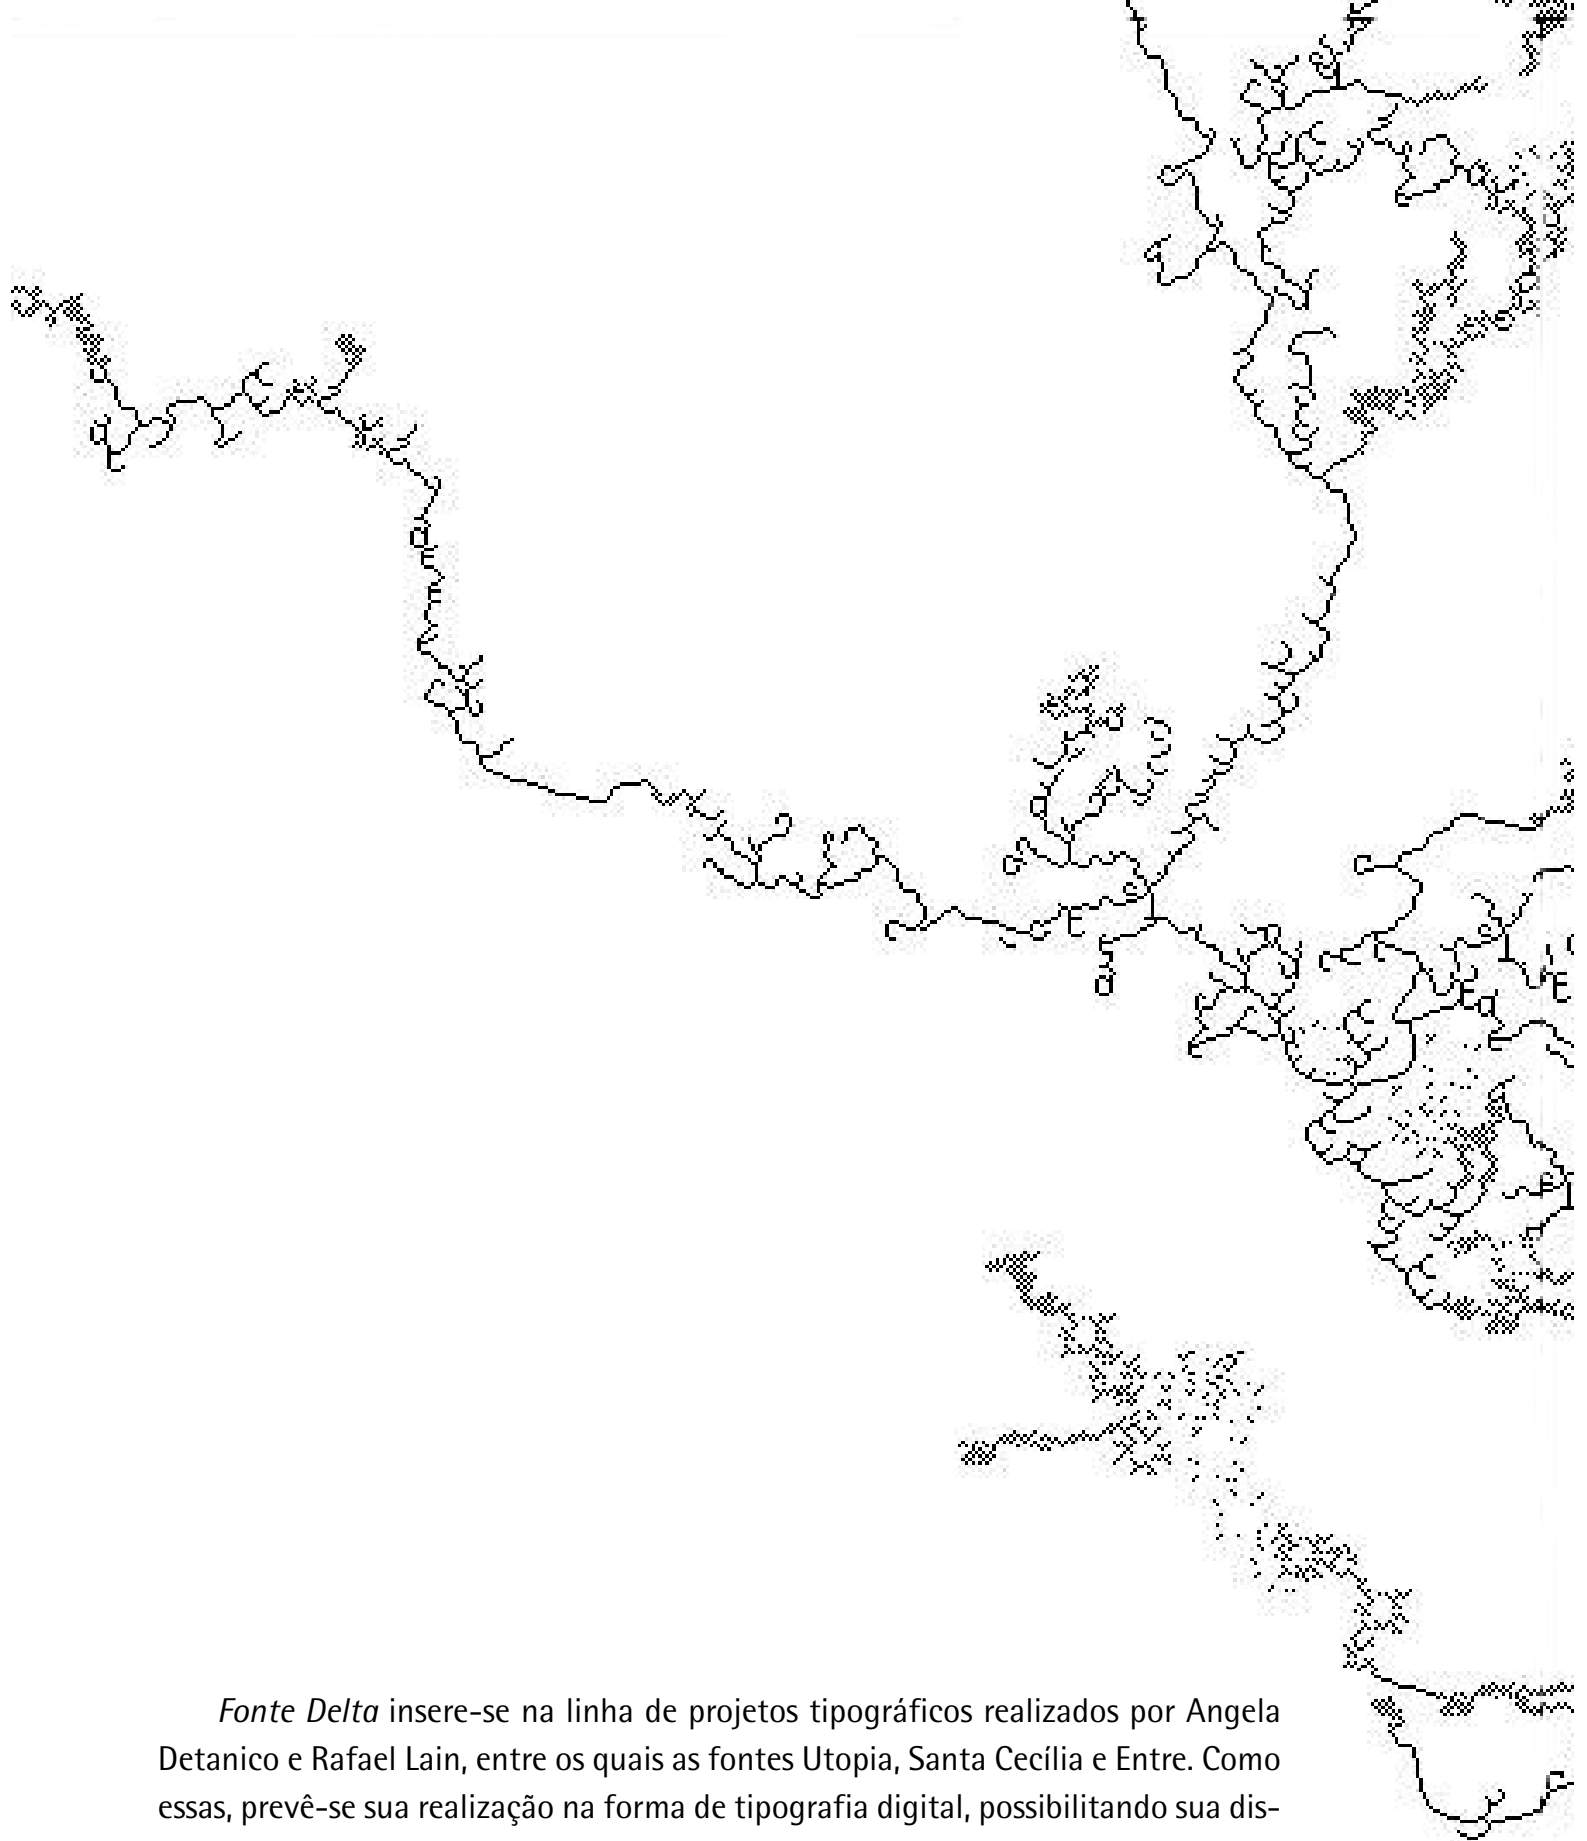 Fonte Delta insere-se na linha de projetos tipográficos realizados por Angela
Detanico e Rafael Lain, entre os quais as fontes Utopia, Santa Cecília e Entre. Como
essas, prevê-se sua realização na forma de tipografia digital, possibilitando sua dis-